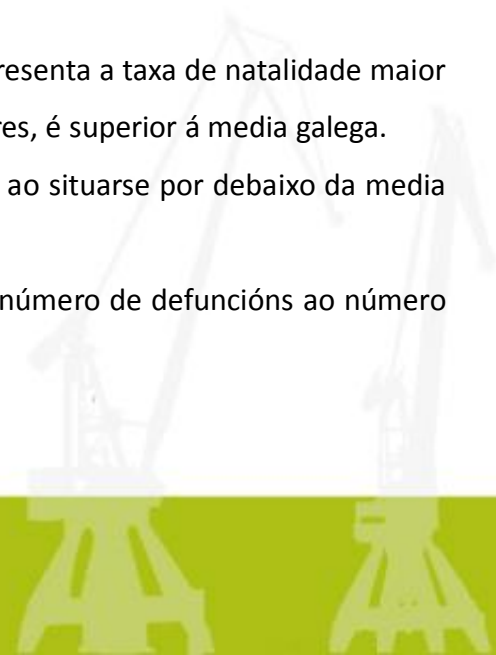 resenta a taxa de natalidade maior
res, é superior á media galega.
ao situarse por debaixo da media
número de defuncións ao número